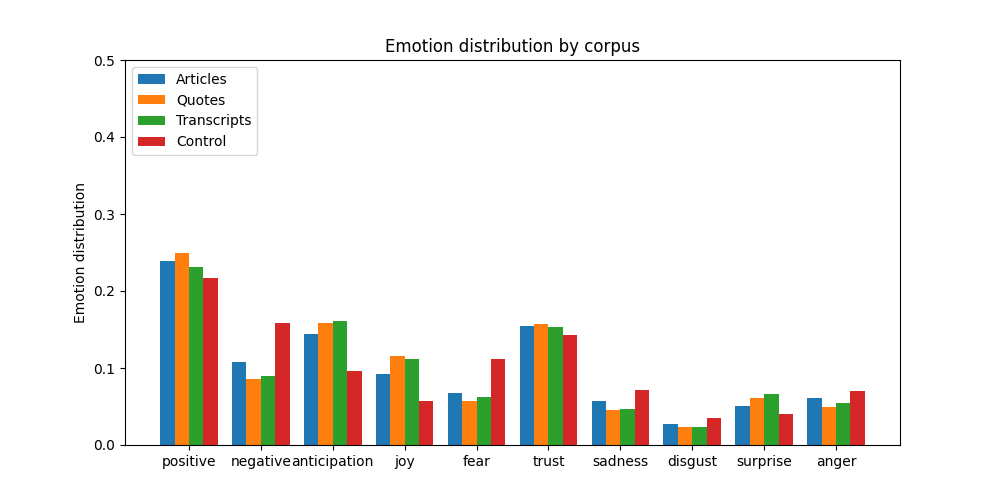 Emotion distribution by corpus
Emotion distribution
0.5
0.4
0.3
0.2
0.1
0.0
Articles
Quotes
Transcripts
Control
positive negative anticipation joy fear trust sadness disgust surprise anger